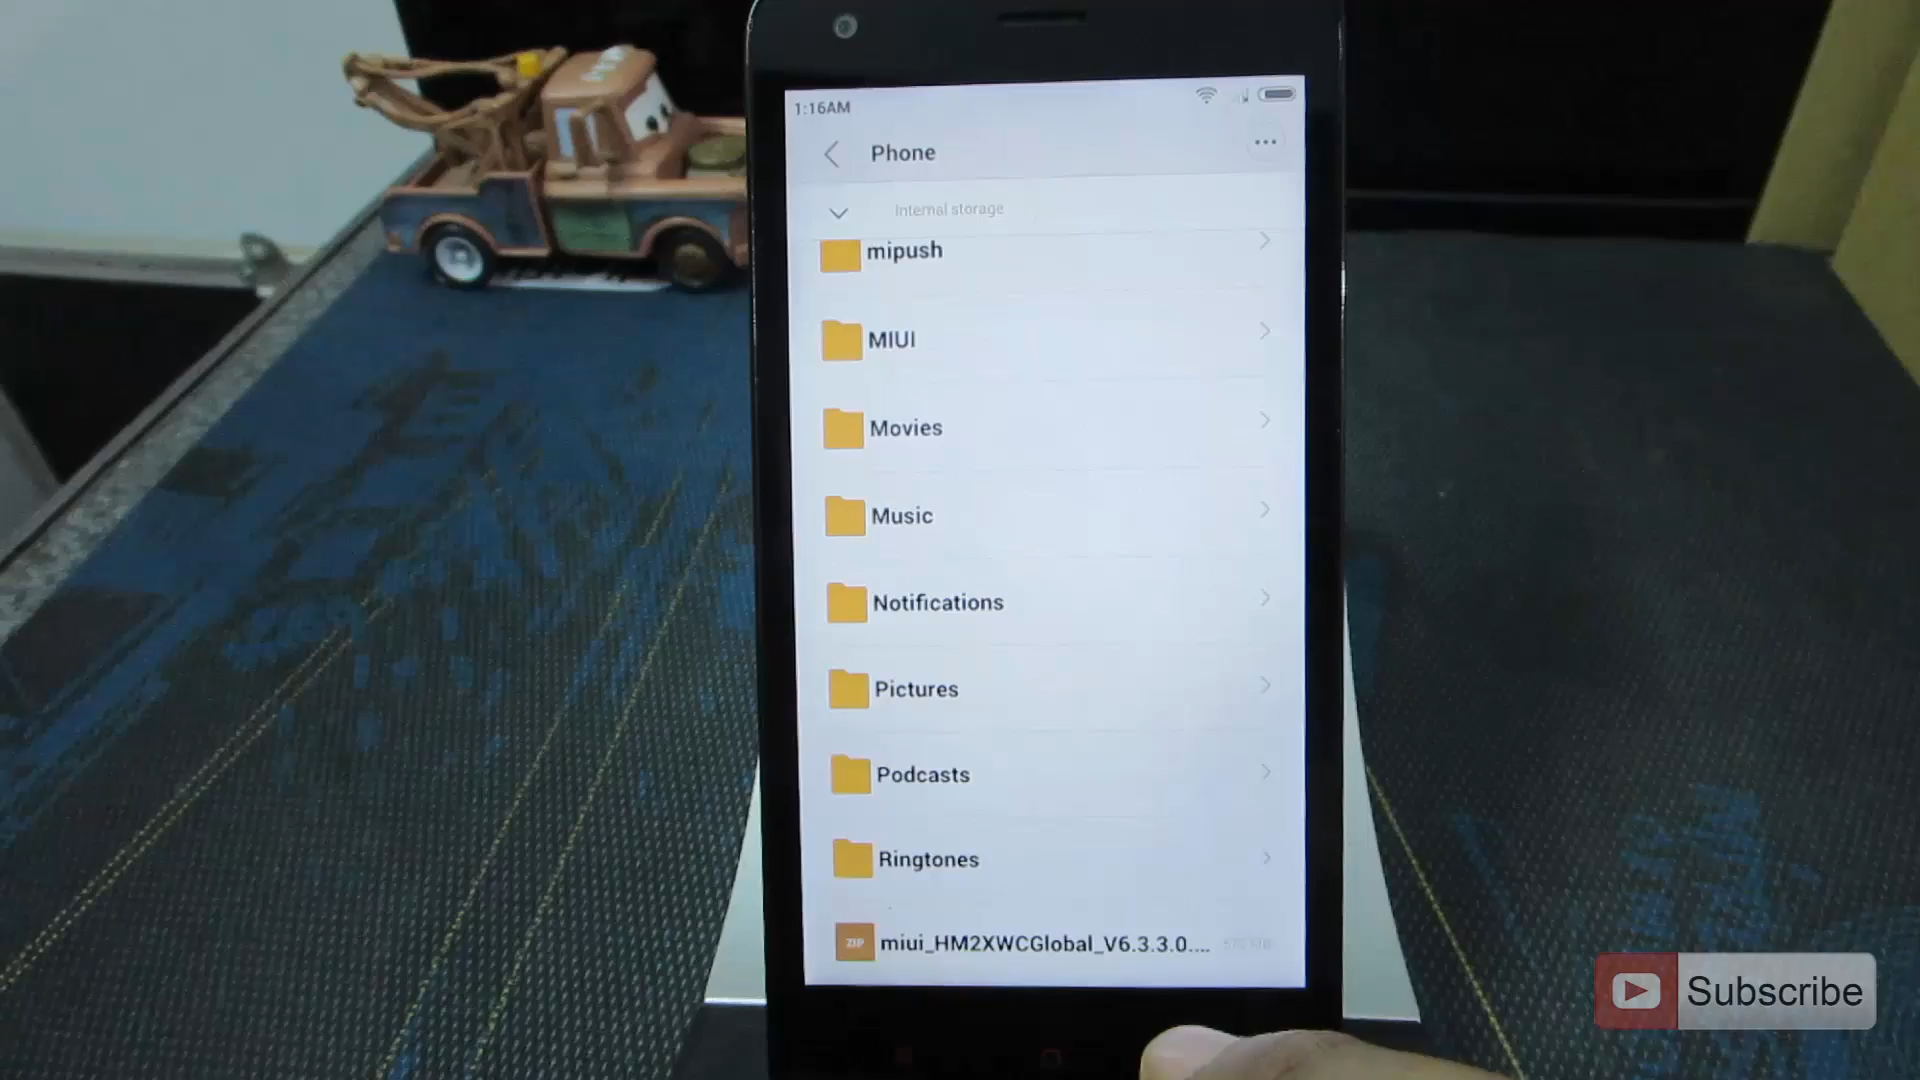 1:16AM
Phone
Internal storage
mipush
MIUI
Movies
Music
Notifications
Pictures
Podcasts
Ringtones
ZIP miui_HM2XWCGlobal_V6.3.3.0....
Subscribe